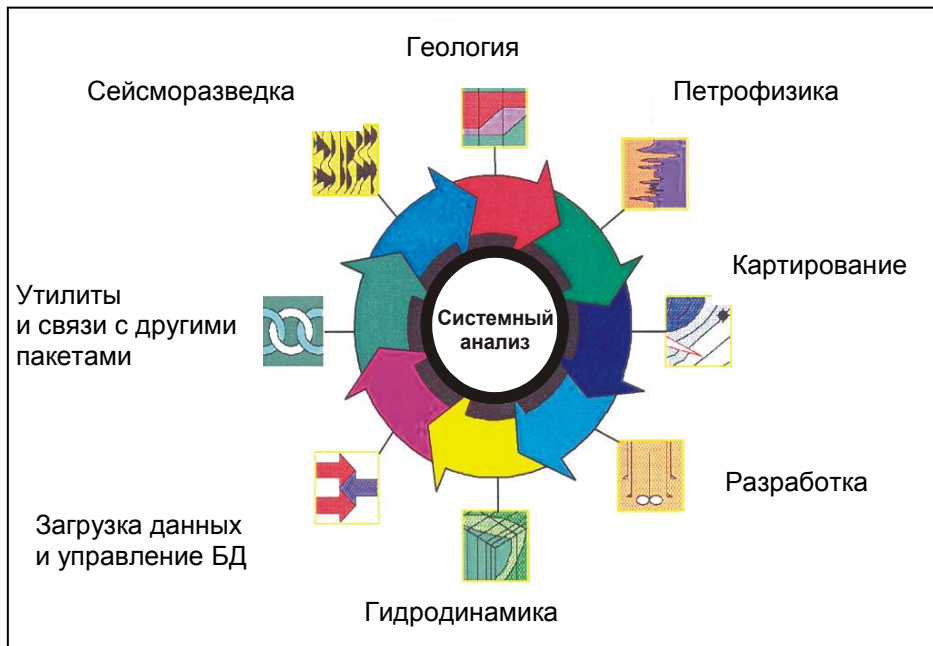 Геология
Сейсморазведка
Петрофизика
Картирование
Утилиты
и связи с другими
пакетами
Системный
анализ
Разработка
Загрузка данных
и управление БД
Гидродинамика